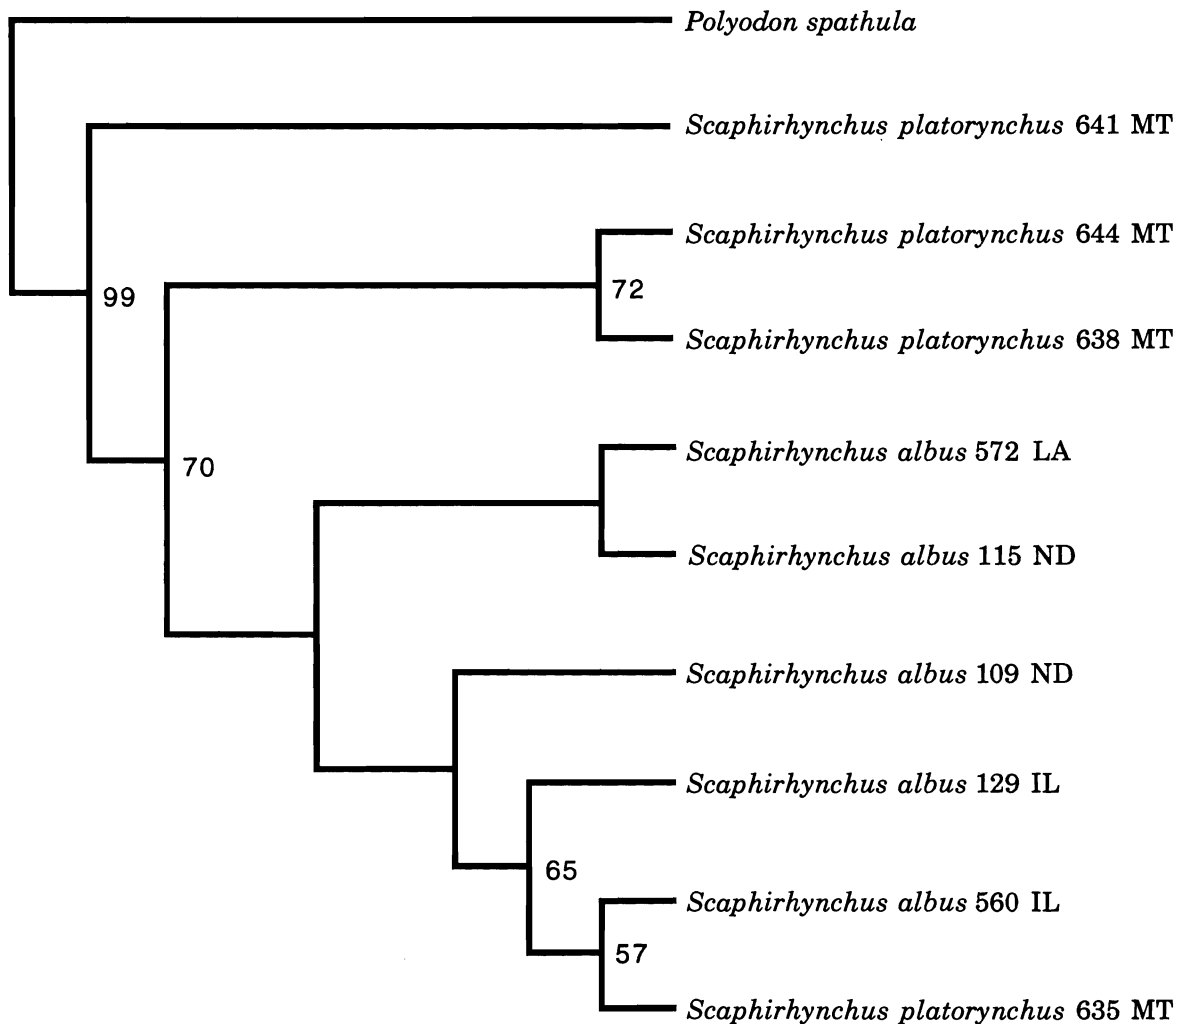 Polyodon spathula
Scaphirhynchus platorynchus 641 MT
Scaphirhynchus platorynchus 644 MT
99
72
Scaphirhynchus platorynchus 638 MT
Scaphirhynchus albus 572 LA
70
Scaphirhynchus albus 115 ND
Scaphirhynchus albus 109 ND
Scaphirhynchus albus 129 IL
65
Scaphirhynchus albus 560 IL
57
Scaphirhynchus platorynchus 635 MT